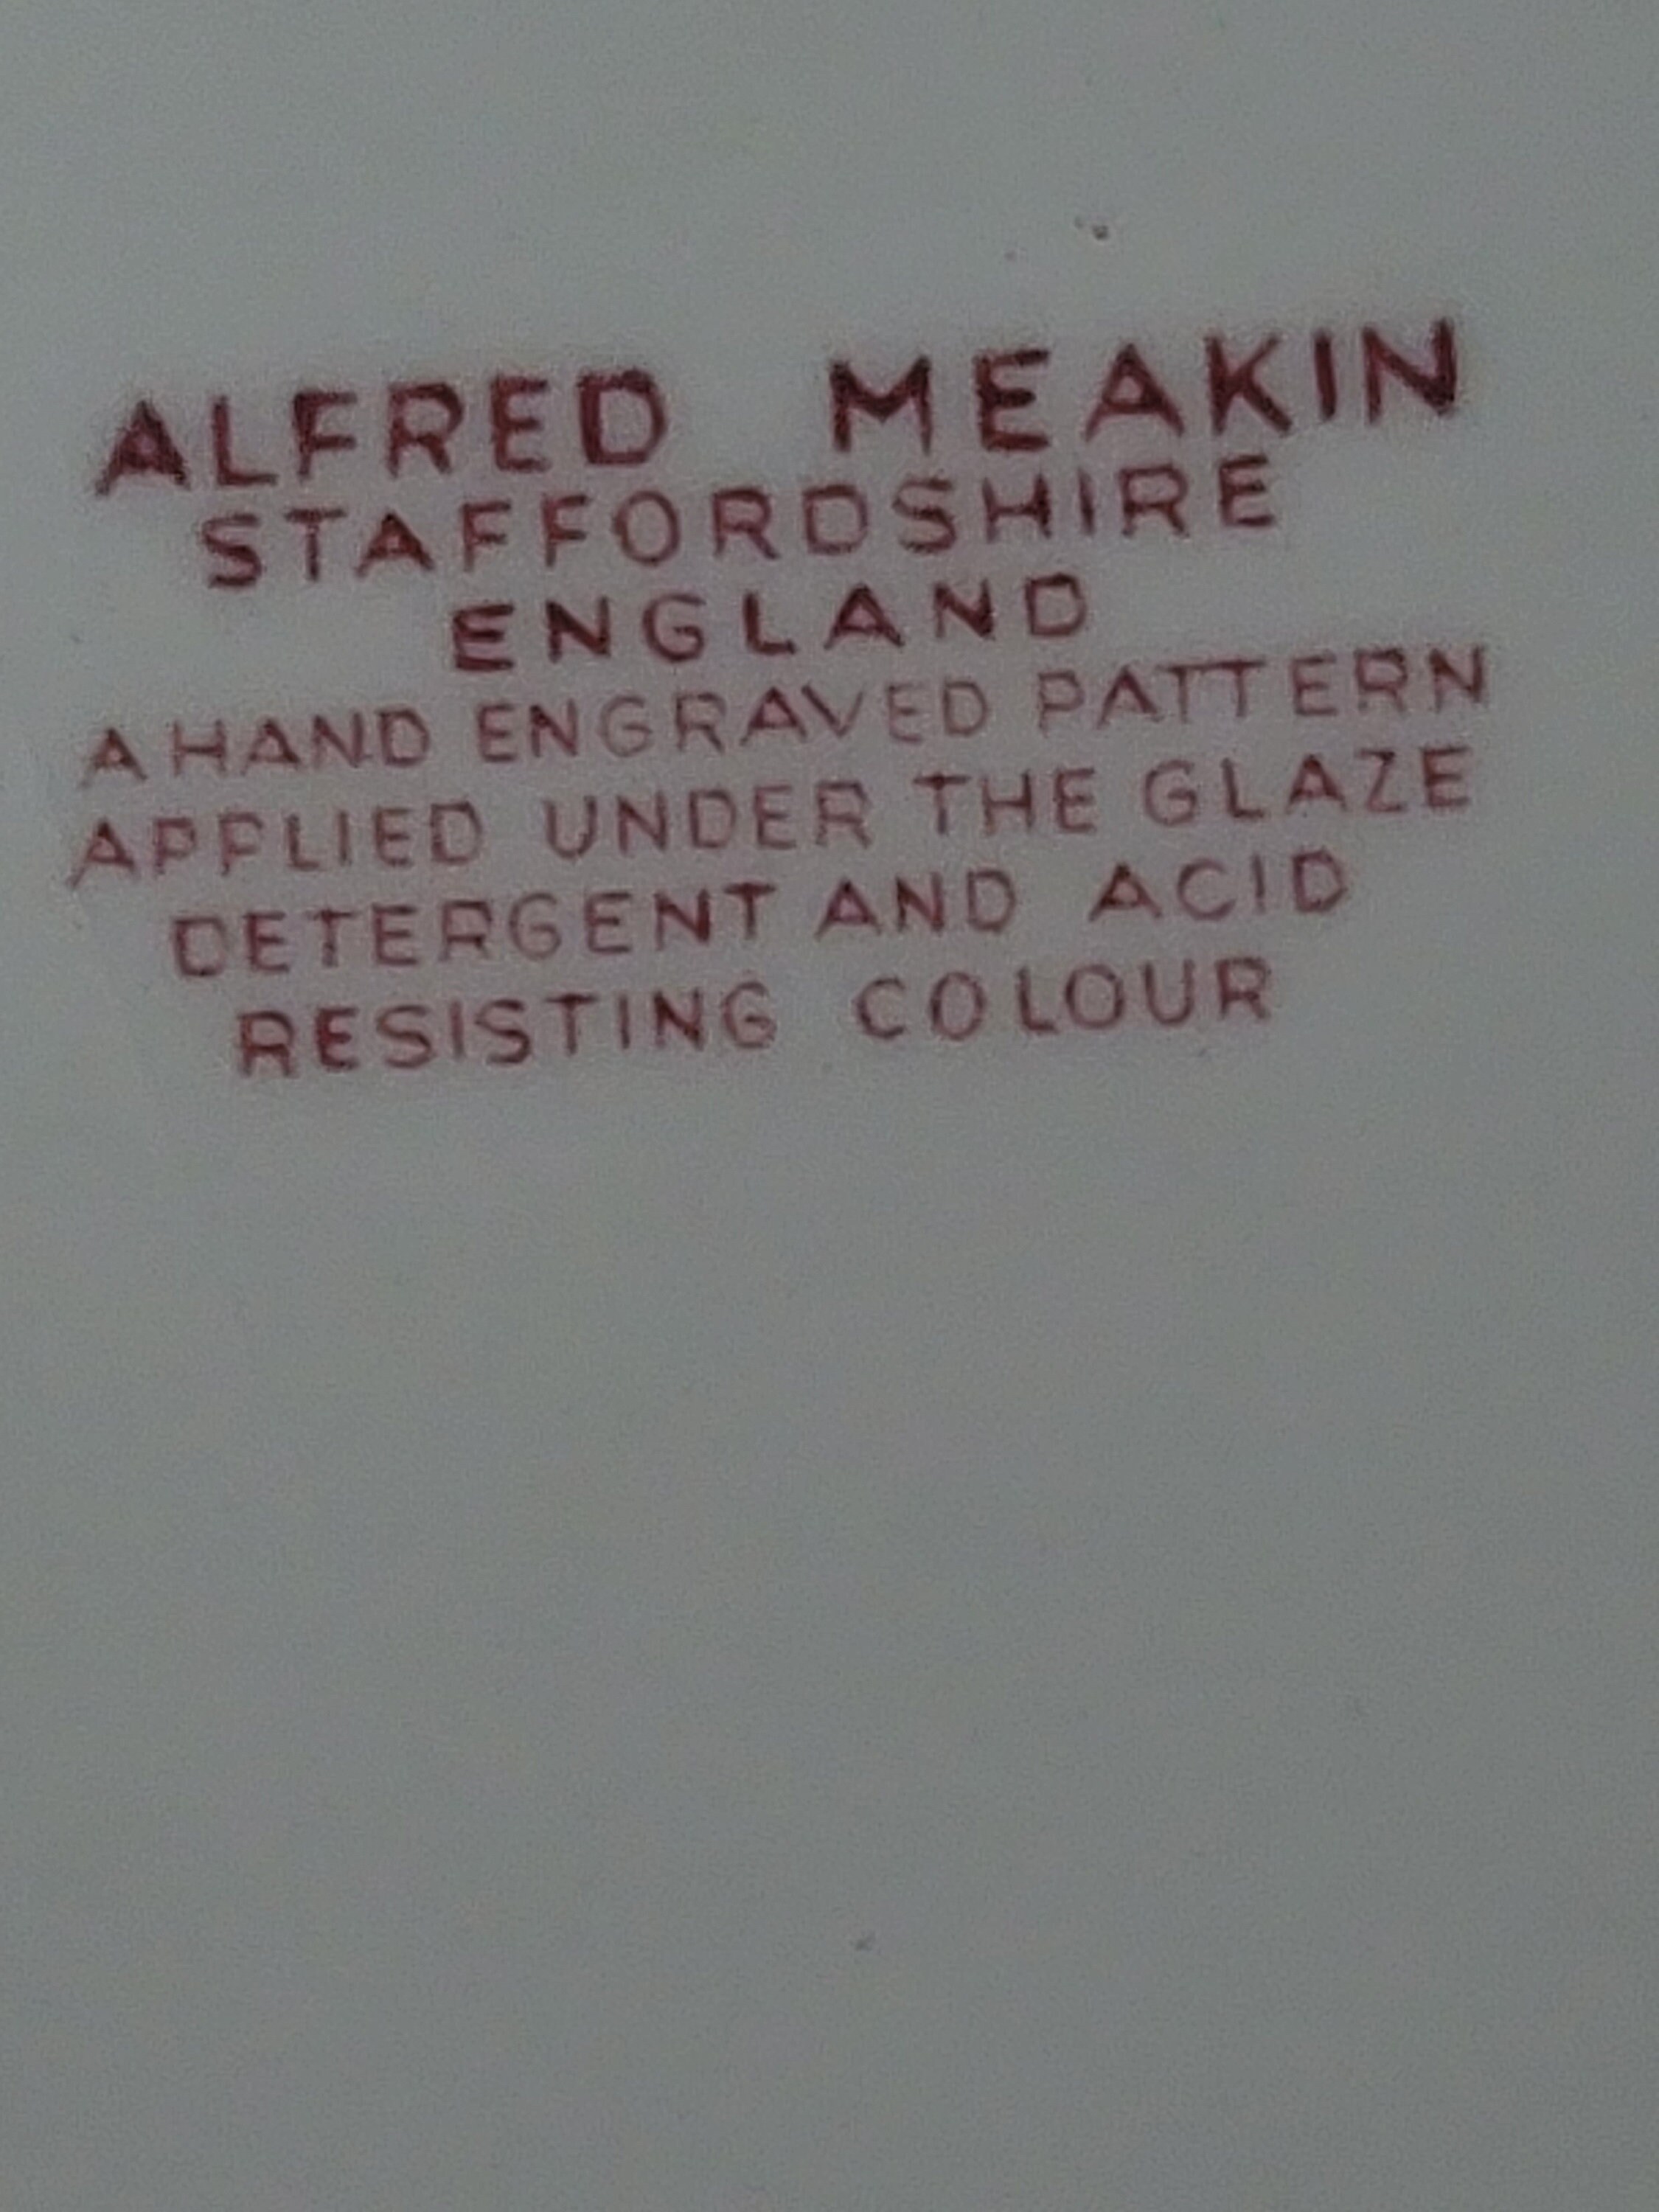 ALFRED MEAKIN
STAFFORDSHIRE
ENGLAND
A HAND ENGRAVED PATTERN
APPLIED UNDER THE GLAZE
DETERGENT AND ACID
RESISTING COLOUR